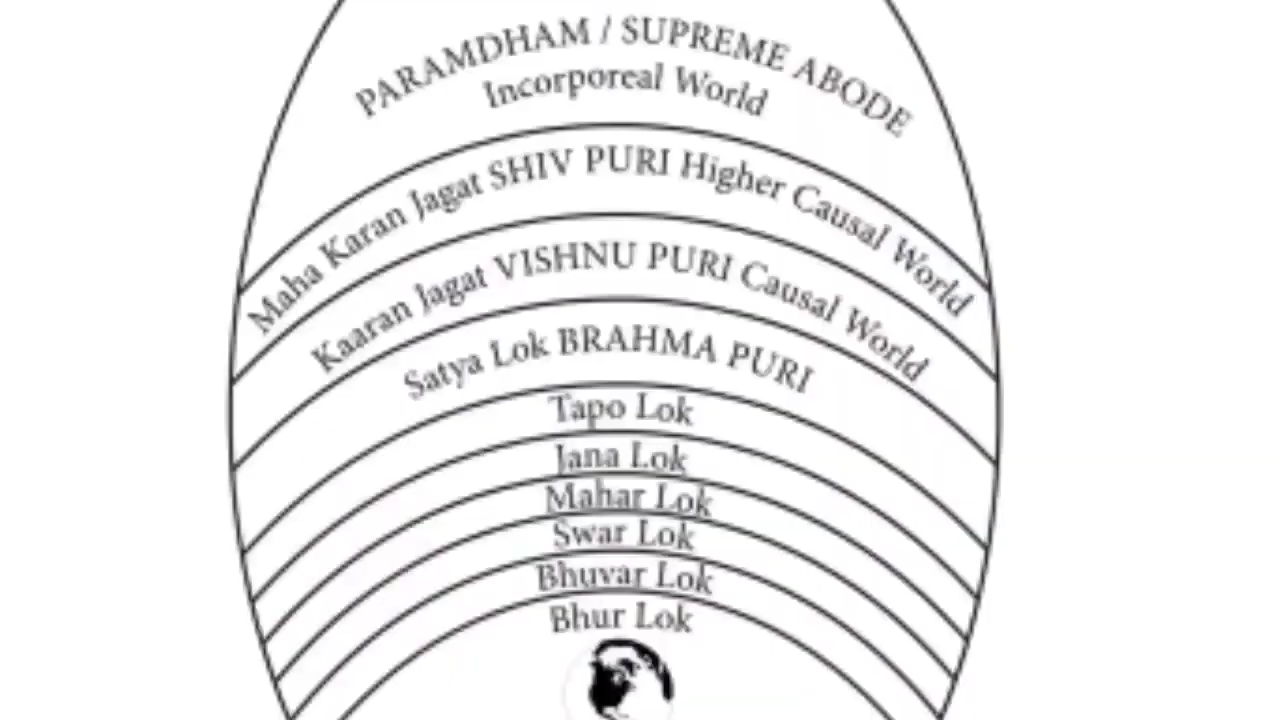 PARAMDHAM / SUPREME ABODE
Incorporeal World
Maha Karan Jagat SHIV PURI Higher Causal World
Kaaran Jagat VISHNU PURI Causal World
Satya Lok BRAHMA PURI
Tapo Lok
Jana Lok
Mahar Lok
Swar Lok
Bhuvar Lok
Bhur Lok